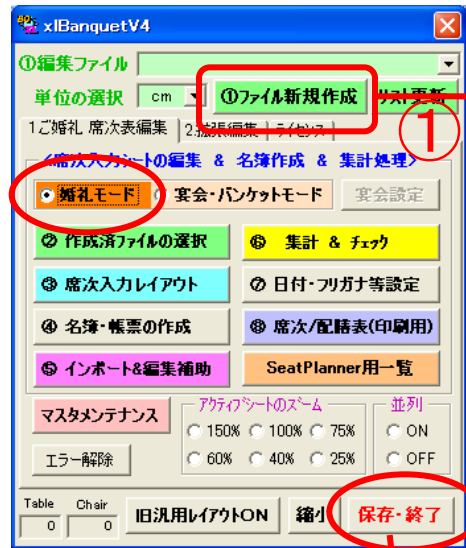 xlBanquetV4
①編集ファイル
単位の選択 cm ①ファイル新規作成 リスト更新
①
1.ご婚礼 席次表編集 2.拡張編集 ライセンス
<席次入力シートの編集 & 名簿作成 & 集計処理>
婚礼モード 宴会・バンケットモード 宴会設定
② 作成済ファイルの選択 ⑥ 集計 & チェック
③ 席次入力レイアウト ⑦ 日付・フリガナ等設定
④ 名簿・帳票の作成 ⑧ 席次/配膳表(印刷用)
⑤ インポート&編集補助 SeatPlanner用一覧
マスタメンテナンス アクティブシートのズーム 並列
150% 100% 75% ON
エラー解除 60% 40% 25% OFF
Table Chair
0 0 旧汎用レイアウトON 縮小 保存・終了